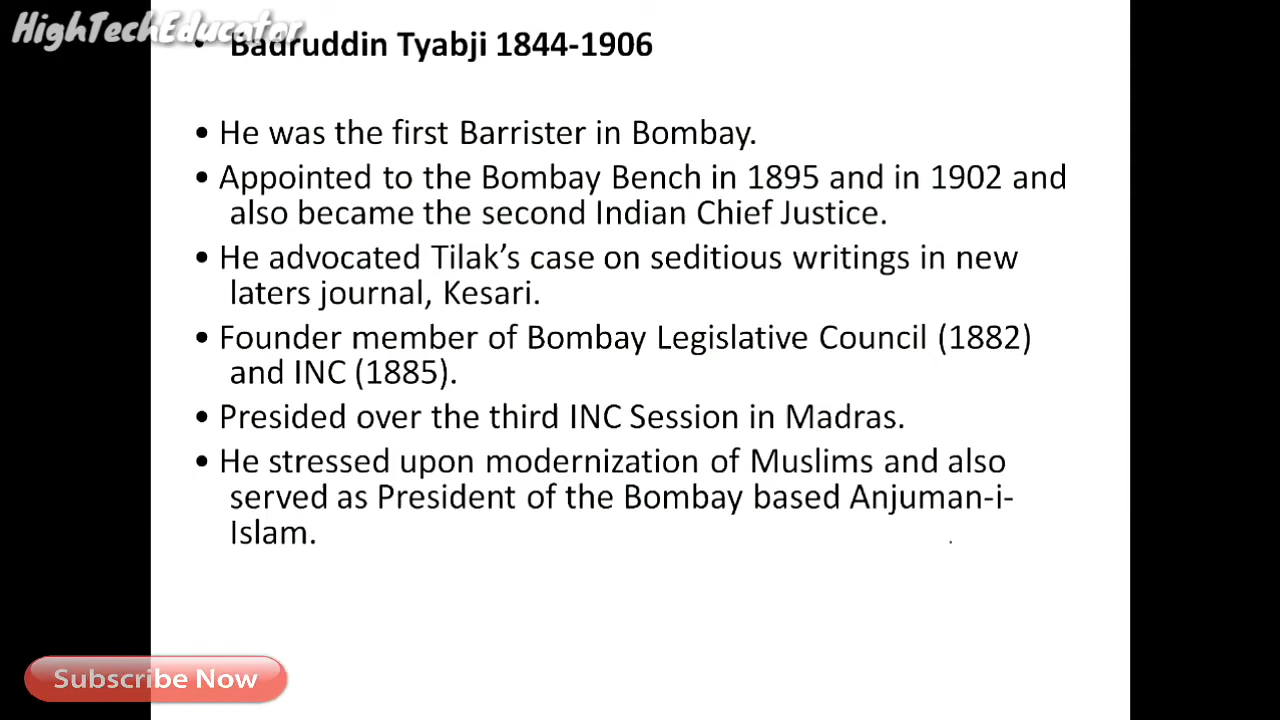 HighTechEducator
• Badruddin Tyabji 1844-1906
• He was the first Barrister in Bombay.
• Appointed to the Bombay Bench in 1895 and in 1902 and
also became the second Indian Chief Justice.
• He advocated Tilak’s case on seditious writings in new
laters journal, Kesari.
• Founder member of Bombay Legislative Council (1882)
and INC (1885).
• Presided over the third INC Session in Madras.
• He stressed upon modernization of Muslims and also
served as President of the Bombay based Anjuman-i-
Islam.
Subscribe Now